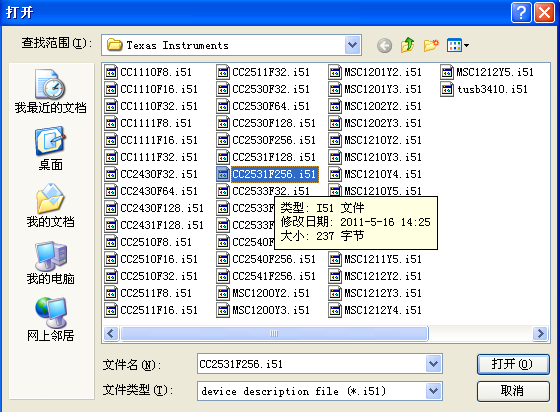 打开
查找范围(I):
Texas Instruments
我最近的文档
桌面
我的文档
我的电脑
网上邻居
CC1110F8.i51
CC1110F16.i51
CC1110F32.i51
CC1111F8.i51
CC1111F16.i51
CC1111F32.i51
CC2430F32.i51
CC2430F64.i51
CC2430F128.i51
CC2431F128.i51
CC2510F8.i51
CC2510F16.i51
CC2510F32.i51
CC2511F8.i51
CC2511F16.i51
CC2511F32.i51
CC2530F32.i51
CC2530F64.i51
CC2530F128.i51
CC2530F256.i51
CC2531F128.i51
CC2531F256.i51
CC2533F32.i51
CC2533F
CC2533F
CC2540F
CC2540F256.i51
CC2541F256.i51
MSC1200Y2.i51
MSC1200Y3.i51
MSC1201Y2.i51
MSC1201Y3.i51
MSC1202Y2.i51
MSC1202Y3.i51
MSC1210Y2.i51
MSC1210Y3.i51
MSC1210Y4.i51
MSC1210Y5.i51
MSC1211Y5.i51
MSC1212Y2.i51
MSC1212Y3.i51
MSC1212Y4.i51
MSC1212Y5.i51
tusb3410.i51
类型: I51 文件
修改日期: 2011-5-16 14:25
大小: 237 字节
文件名(N):
CC2531F256.i51
打开(O)
文件类型(T):
device description file (*.i51)
取消